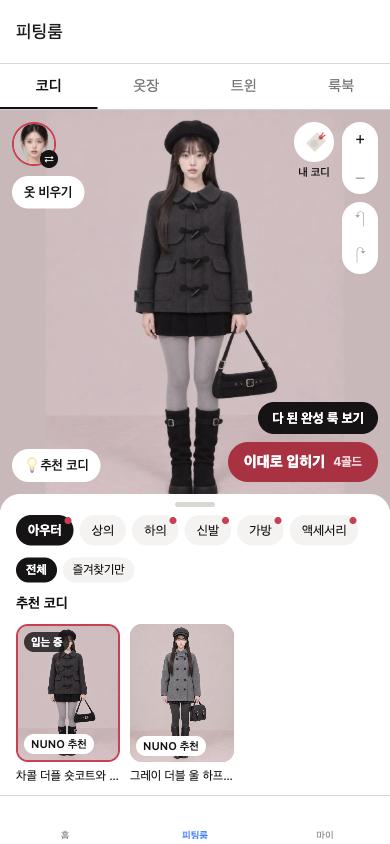 피팅룸
코디
옷장
트윈
룩북
내 코디
옷 비우기
다 된 완성 룩 보기
💡추천 코디
이대로 입히기 4골드
아우터
상의
하의
신발
가방
액세서리
전체
즐겨찾기만
추천 코디
입는 중
NUNO 추천
NUNO 추천
차콜 더플 숏코트와 ...
그레이 더블 울 하프...
홈
피팅룸
마이